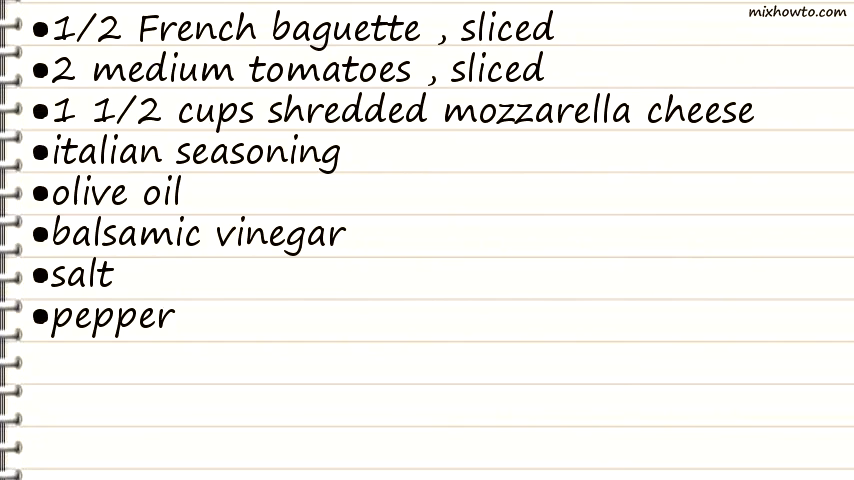 mixhowto.com
•1/2 French baguette , sliced
•2 medium tomatoes , sliced
•1 1/2 cups shredded mozzarella cheese
•italian seasoning
•olive oil
•balsamic vinegar
•salt
•pepper